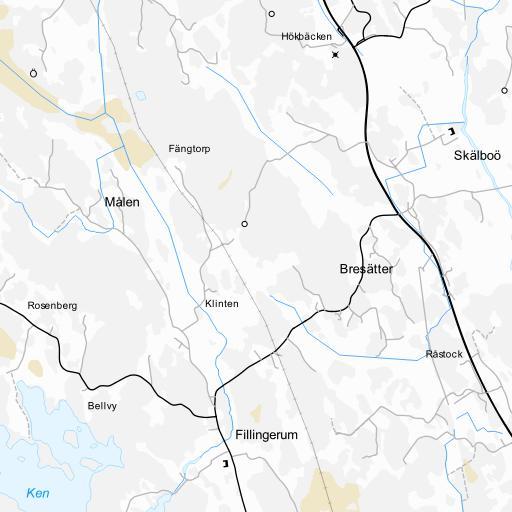 Hökbäcken
Ö
Fängtorp
Skälboö
Målen
Bresätter
Rosenberg
Klinten
Råstock
Bellvy
Fillingerum
Ken